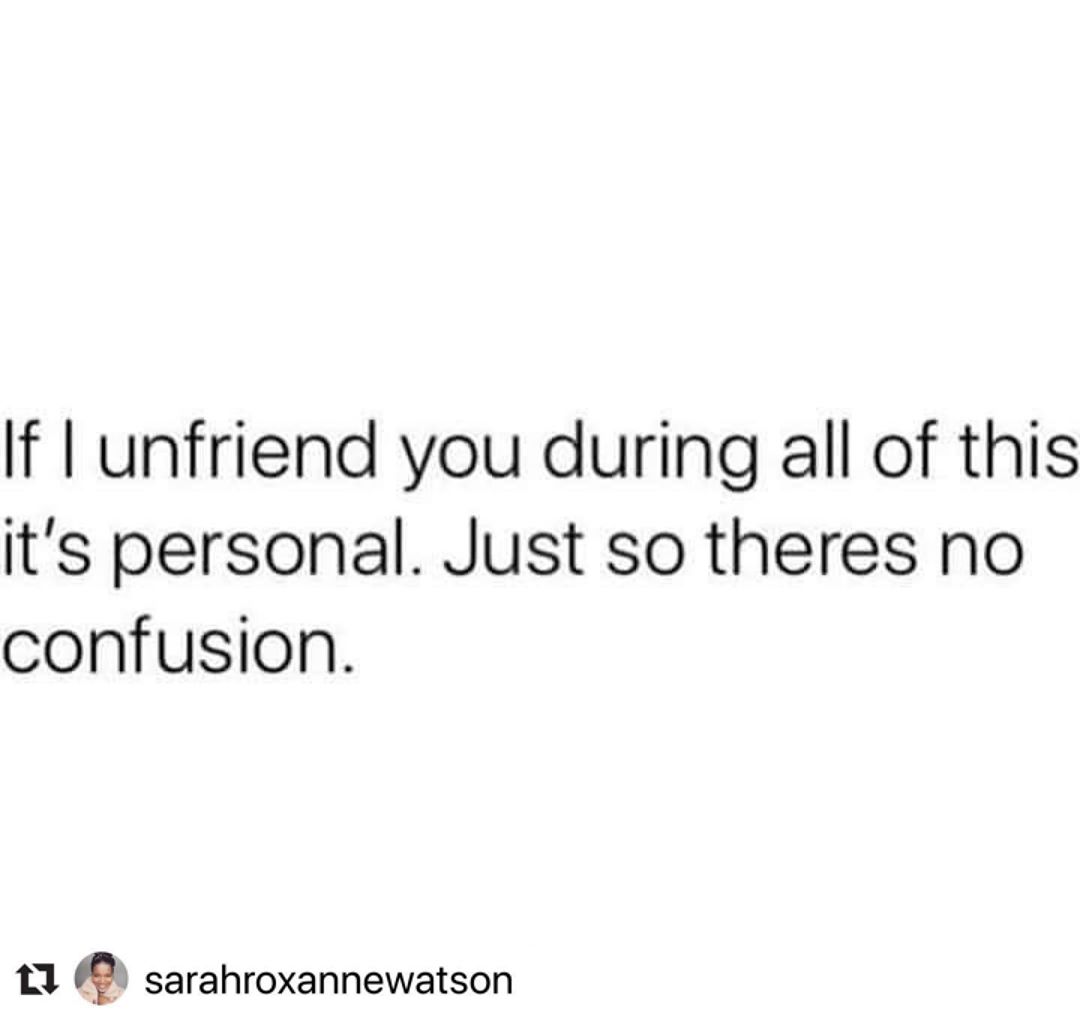 If I unfriend you during all of this
it's personal. Just so theres no
confusion.
sarahroxannewatson